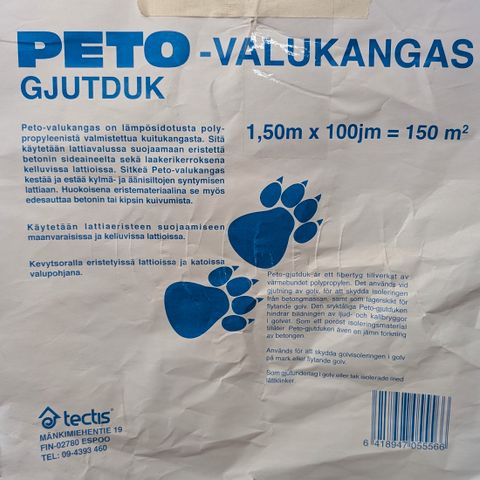 PETO -VALUKANGAS
GJUTDUK
1,50m x 100jm = 150 m²
Peto-valukangas on lämpösidotusta poly-
propyleenistä valmistettua kuitukangasta. Sitä
käytetään lattiavalussa suojaamaan eristettä
betonin sideaineelta sekä laakerikerroksena
kelluvissa lattioissa. Sitkeä Peto-valukangas
kestää ja estää kylmä- ja äänisiltojen syntymisen
lattiaan. Huokoisena eristemateriaalina se myös
edesauttaa betonin tai kipsin kuivumista.
Käytetään lattiaeristeen suojaamiseen
maanvaraisissa ja kelluvissa lattioissa.
Kevytsoralla eristetyissä lattioissa ja katoissa
valupohjana.
Peto-gjutduk är ett fibertyg tillverkat av
värmebundet polypropylen. Det används vid
gjutning av golv, för att skydda isoleringen
från betongmassan, samt som lagerskikt för
flytande golv. Den slryktåliga Peto-gjutduken
hindrar bildningen av ljud- och kalibryggor
i golvet. Som ett poröst isoleringsmaterial
tillåter Peto-gjutduken även en jämn torkning
av betongen.
Används för att skydda golvisoleringen i golv
på mark eller flytande golv.
Som gjutunderlag i golv eller tak isolerade med
lättklinker.
tectis
MÄNKIMIEHENTIE 19
FIN-02780 ESPOO
TEL: 09-4393 460
6 418947 055566